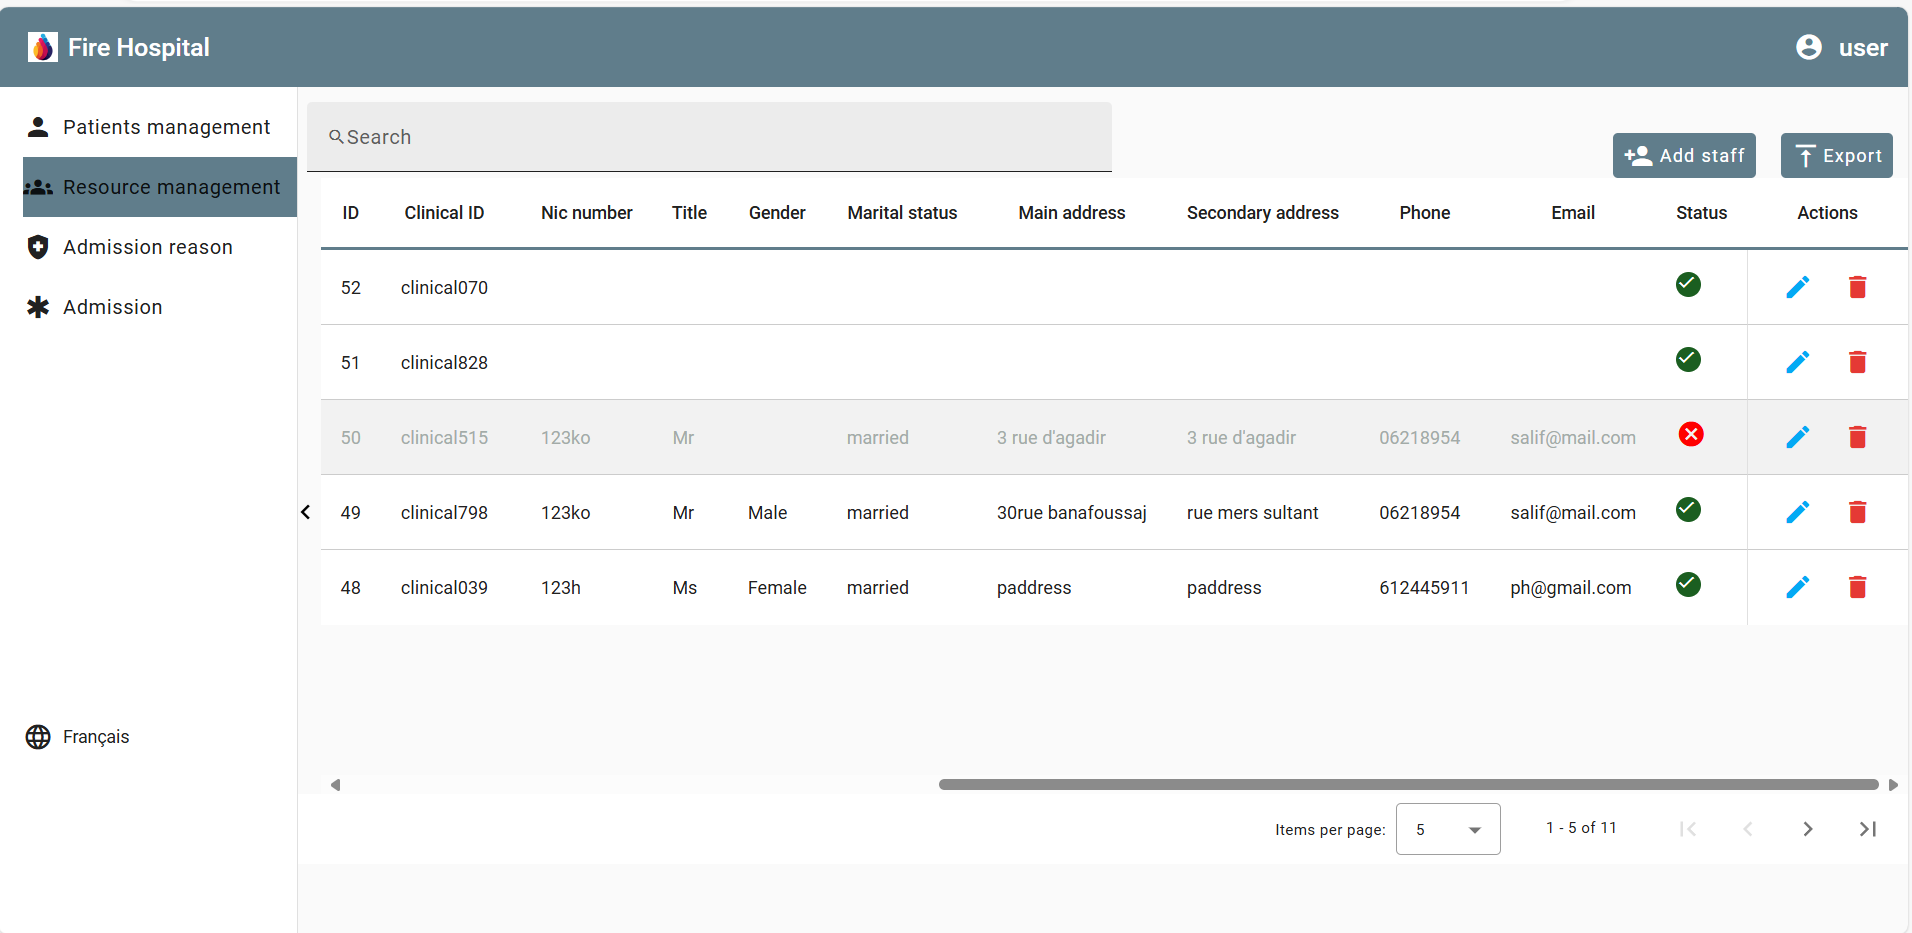 Fire Hospital
user
Patients management
Resource management
Admission reason
Admission
Français
Search
Add staff
Export
ID Clinical ID Nic number Title Gender Marital status Main address Secondary address Phone Email Status Actions
52 clinical070
51 clinical828
50 clinical515 123ko Mr married 3 rue d'agadir 3 rue d'agadir 06218954 salif@mail.com
49 clinical798 123ko Mr Male married 30rue banafoussaj rue mers sultant 06218954 salif@mail.com
48 clinical039 123h Ms Female married paddress paddress 612445911 ph@gmail.com
Items per page: 5 1 - 5 of 11